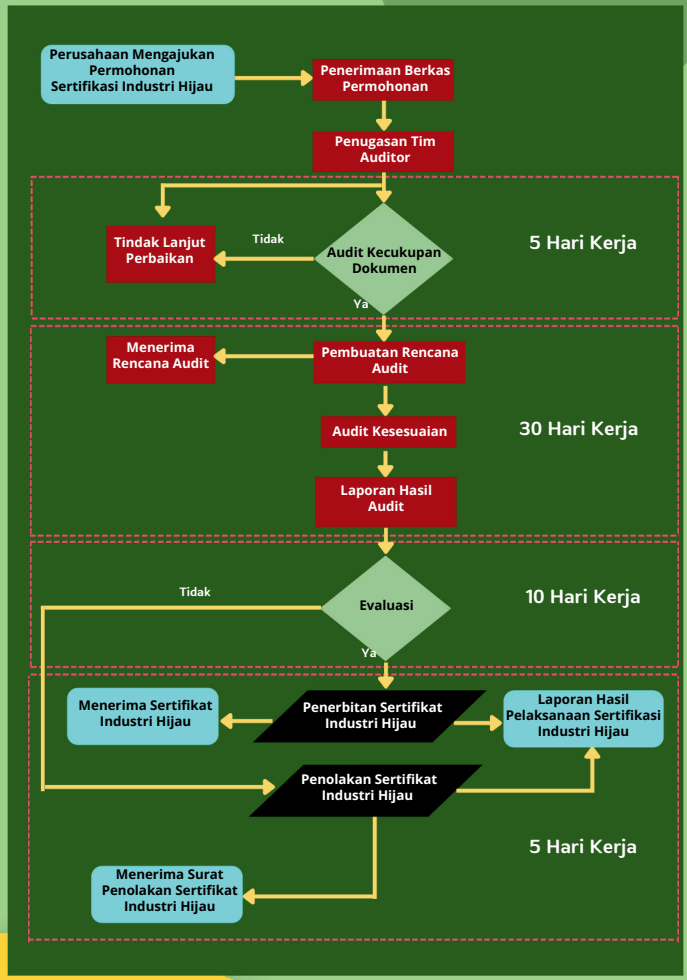 Perusahaan Mengajukan
Permohonan
Sertifikasi Industri Hijau
Penerimaan Berkas
Permohonan
Penugasan Tim
Auditor
Tindak Lanjut
Perbaikan
Tidak
Audit Kecukupan
Dokumen
5 Hari Kerja
Ya
Menerima
Rencana Audit
Pembuatan Rencana
Audit
Audit Kesesuaian
30 Hari Kerja
Laporan Hasil
Audit
Tidak
Evaluasi
10 Hari Kerja
Ya
Menerima Sertifikat
Industri Hijau
Penerbitan Sertifikat
Industri Hijau
Laporan Hasil
Pelaksanaan Sertifikasi
Industri Hijau
Penolakan Sertifikat
Industri Hijau
5 Hari Kerja
Menerima Surat
Penolakan Sertifikat
Industri Hijau